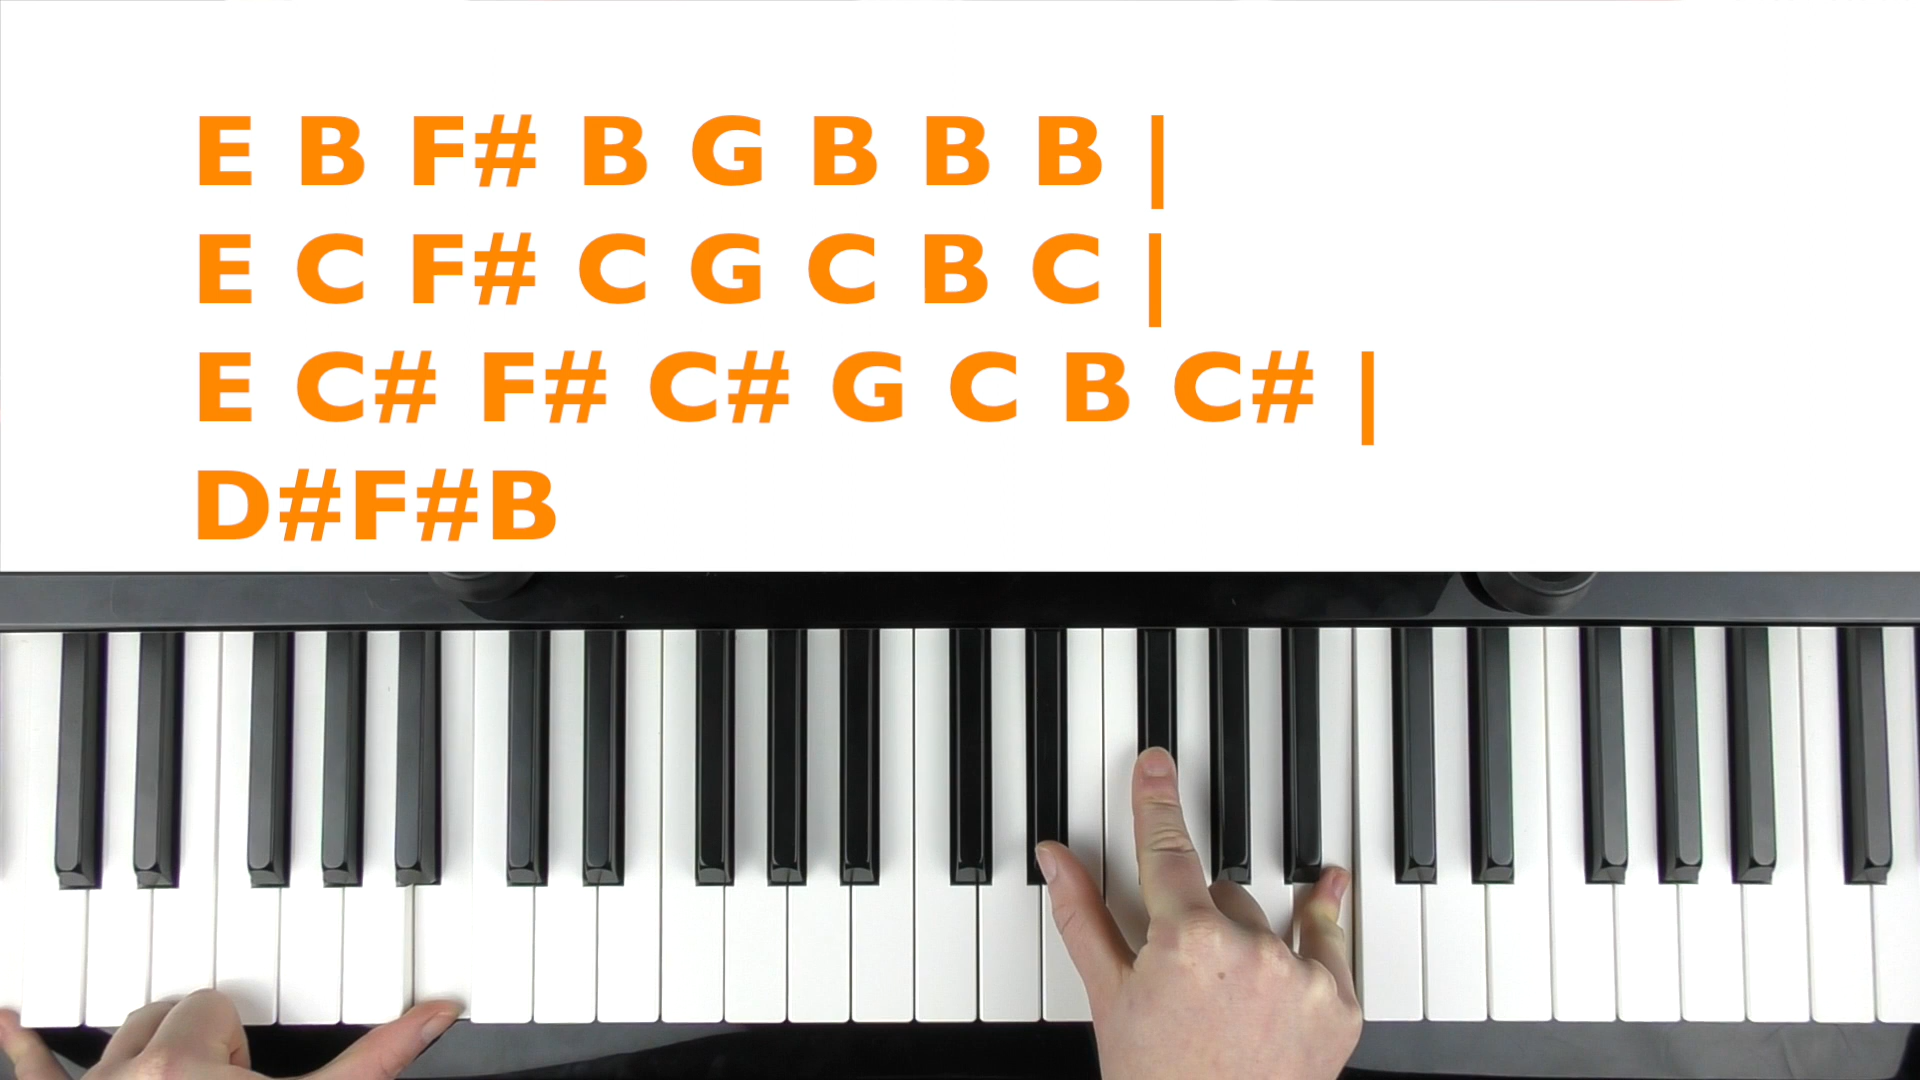 E B F# B G B B B |
E C F# C G C B C |
E C# F# C# G C B C# |
D#F#B